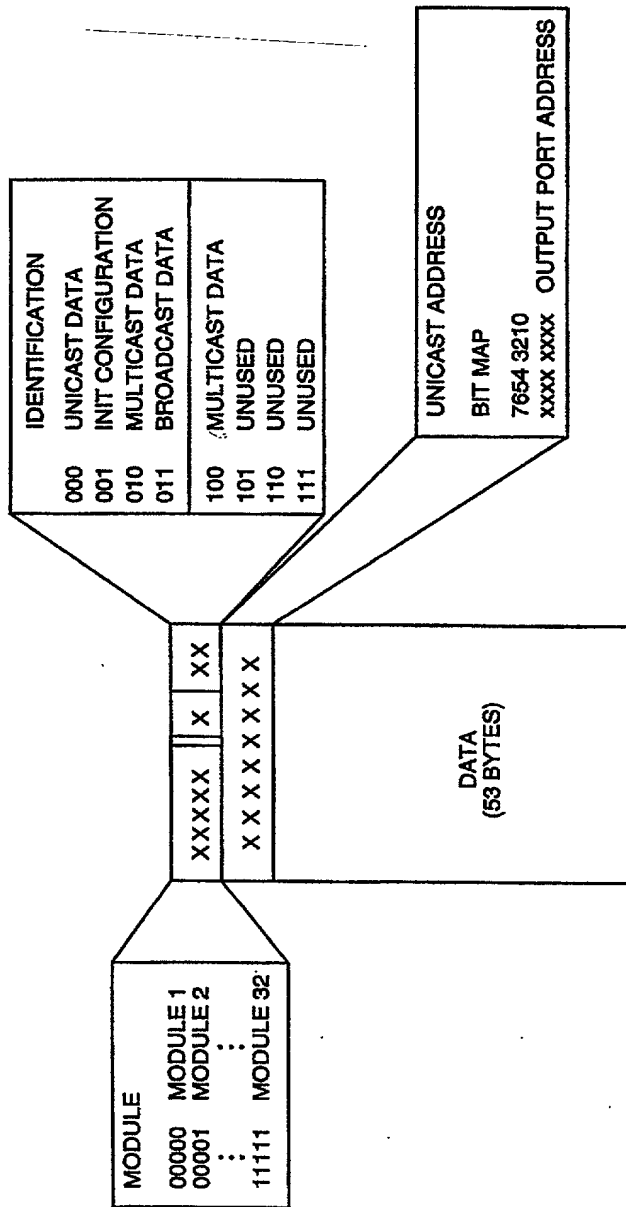 MODULE
00000 MODULE 1
00001 MODULE 2
: :
11111 MODULE 32
XXXXX X XX
X X X X X X X X
DATA
(53 BYTES)
IDENTIFICATION
000 UNICAST DATA
001 INIT CONFIGURATION
010 MULTICAST DATA
011 BROADCAST DATA
100 MULTICAST DATA
101 UNUSED
110 UNUSED
111 UNUSED
UNICAST ADDRESS
BIT MAP
7654 3210
XXXX XXXX OUTPUT PORT ADDRESS